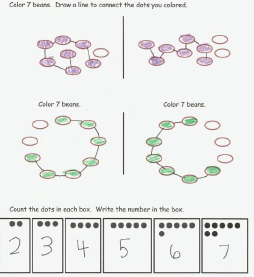 Color 7 beans. Draw a line to connect the dots you colored.
Color 7 beans. Color 7 beans.
Count the dots in each box. Write the number in the box.
2 3 4 5 6 7